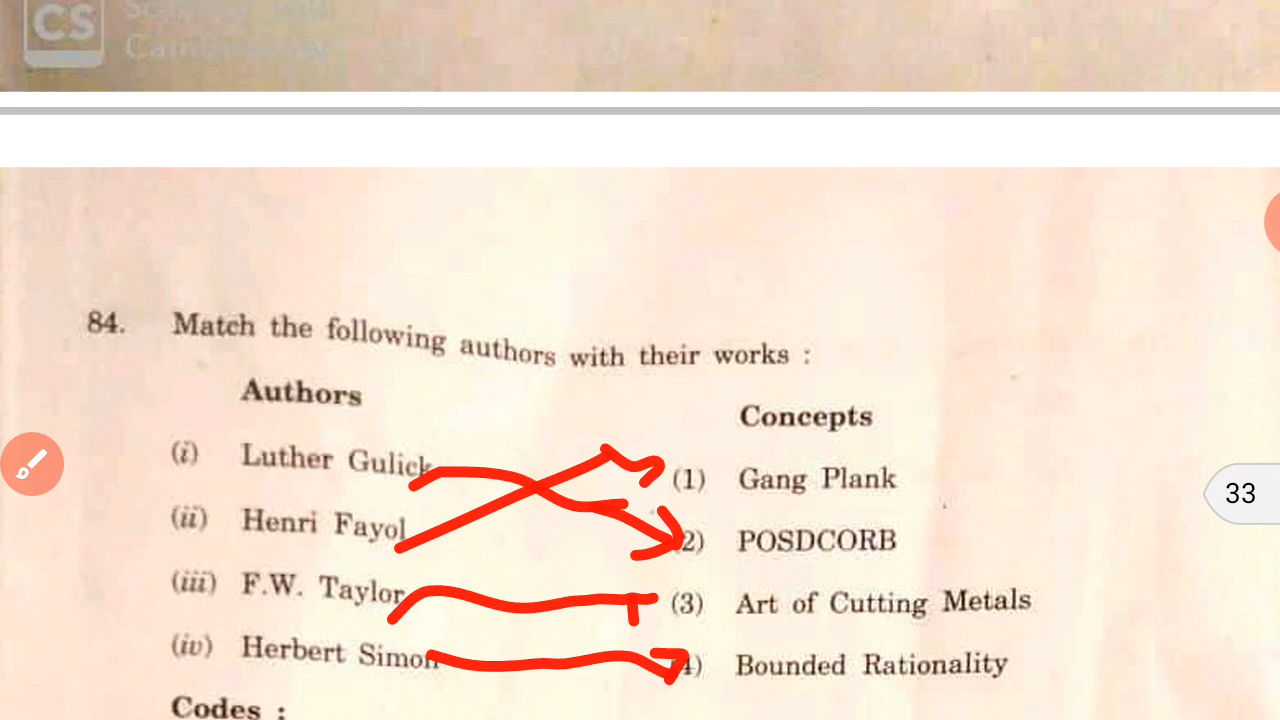 CS
84. Match the following authors with their works :
Authors Concepts
(i) Luther Gulick (1) Gang Plank
(ii) Henri Fayol (2) POSDCORB
(iii) F.W. Taylor (3) Art of Cutting Metals
(iv) Herbert Simon (4) Bounded Rationality
Codes :
33